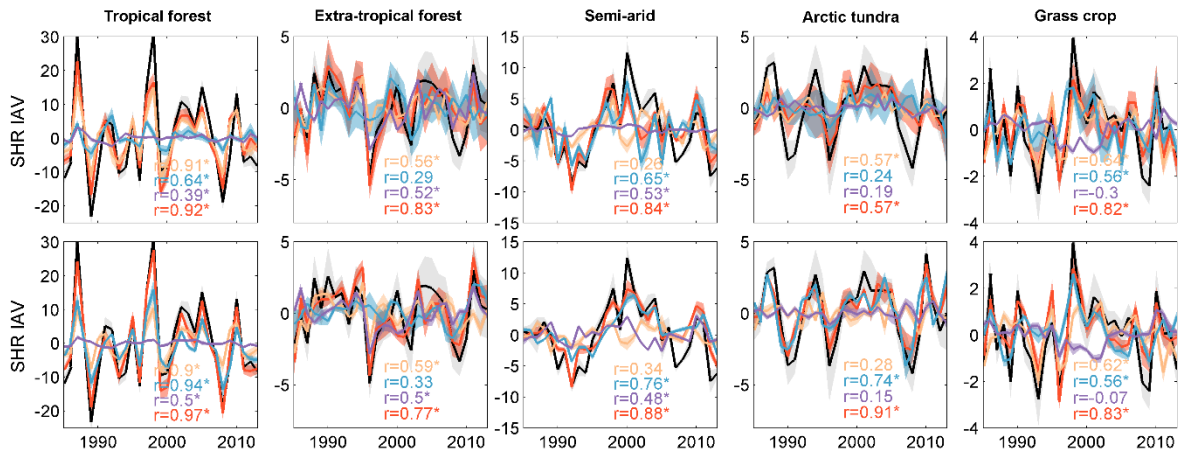 Tropical forest
Extra-tropical forest
Semi-arid
Arctic tundra
Grass crop
SHR IAV
30
20
10
0
-10
-20
r=0.91*
r=0.64*
r=0.39*
r=0.92*
5
0
-5
r=0.56*
r=0.29
r=0.52*
r=0.83*
15
10
5
0
-5
-10
-15
r=0.26
r=0.65*
r=0.53*
r=0.84*
5
0
-5
r=0.57*
r=0.24
r=0.19
r=0.57*
4
2
0
-2
-4
r=0.64*
r=0.56*
r=-0.3
r=0.82*
SHR IAV
30
20
10
0
-10
-20
r=0.9*
r=0.94*
r=0.5*
r=0.97*
1990
2000
2010
5
0
-5
r=0.59*
r=0.33
r=0.5*
r=0.77*
1990
2000
2010
15
10
5
0
-5
-10
-15
r=0.34
r=0.76*
r=0.48*
r=0.88*
1990
2000
2010
5
0
-5
r=0.28
r=0.74*
r=0.15
r=0.91*
1990
2000
2010
4
2
0
-2
-4
r=0.62*
r=0.56*
r=-0.07
r=0.83*
1990
2000
2010